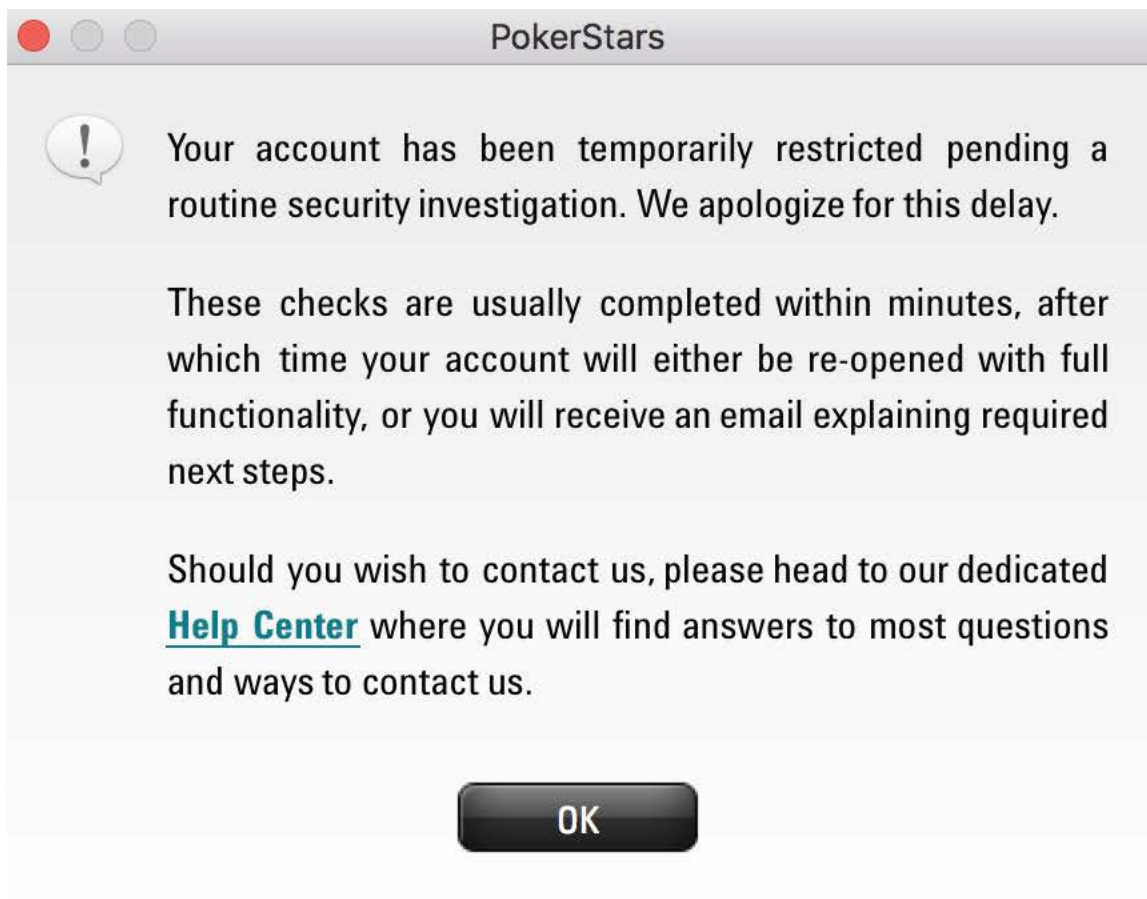 PokerStars
!
Your account has been temporarily restricted pending a
routine security investigation. We apologize for this delay.
These checks are usually completed within minutes, after
which time your account will either be re-opened with full
functionality, or you will receive an email explaining required
next steps.
Should you wish to contact us, please head to our dedicated
Help Center where you will find answers to most questions
and ways to contact us.
OK